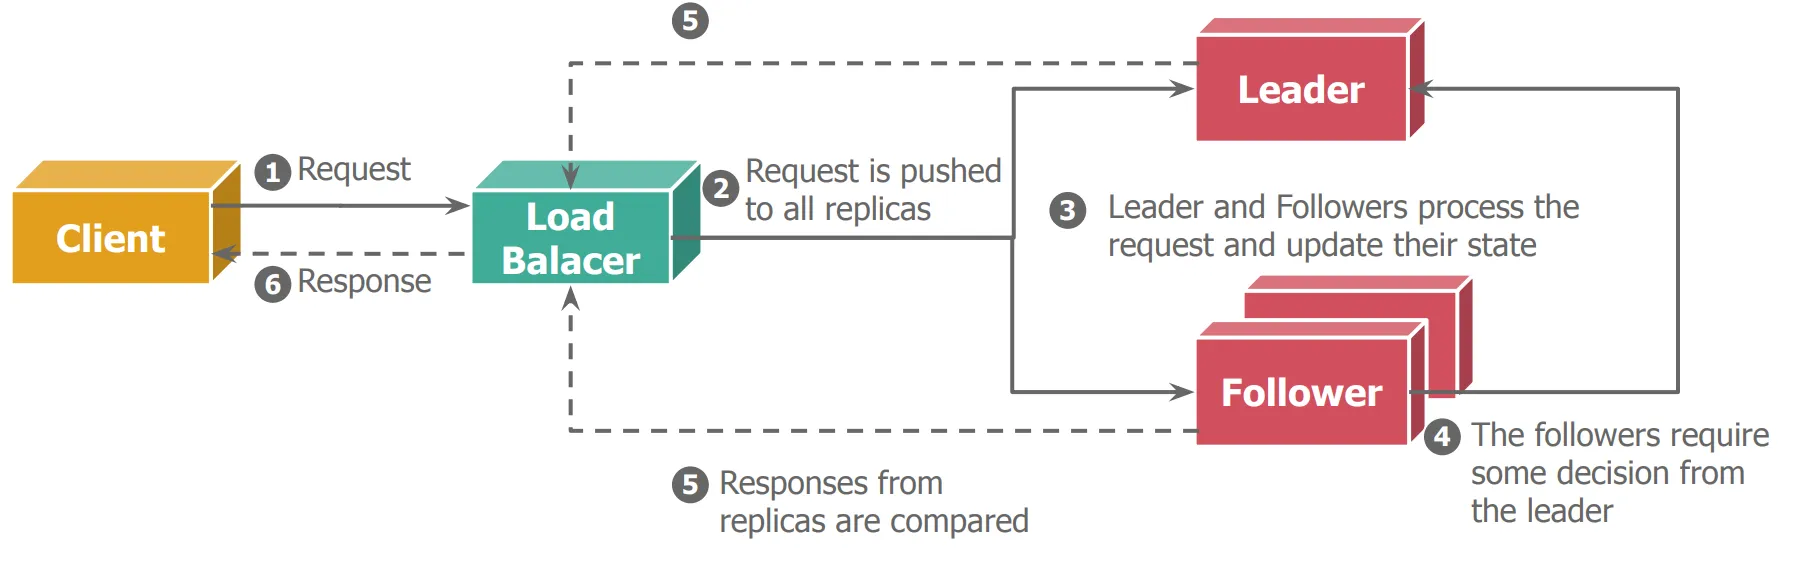 5
Leader
1 Request
2 Request is pushed
to all replicas
Client
Load
Balacer
3 Leader and Followers process the
request and update their state
6 Response
Follower
4 The followers require
some decision from
the leader
5 Responses from
replicas are compared